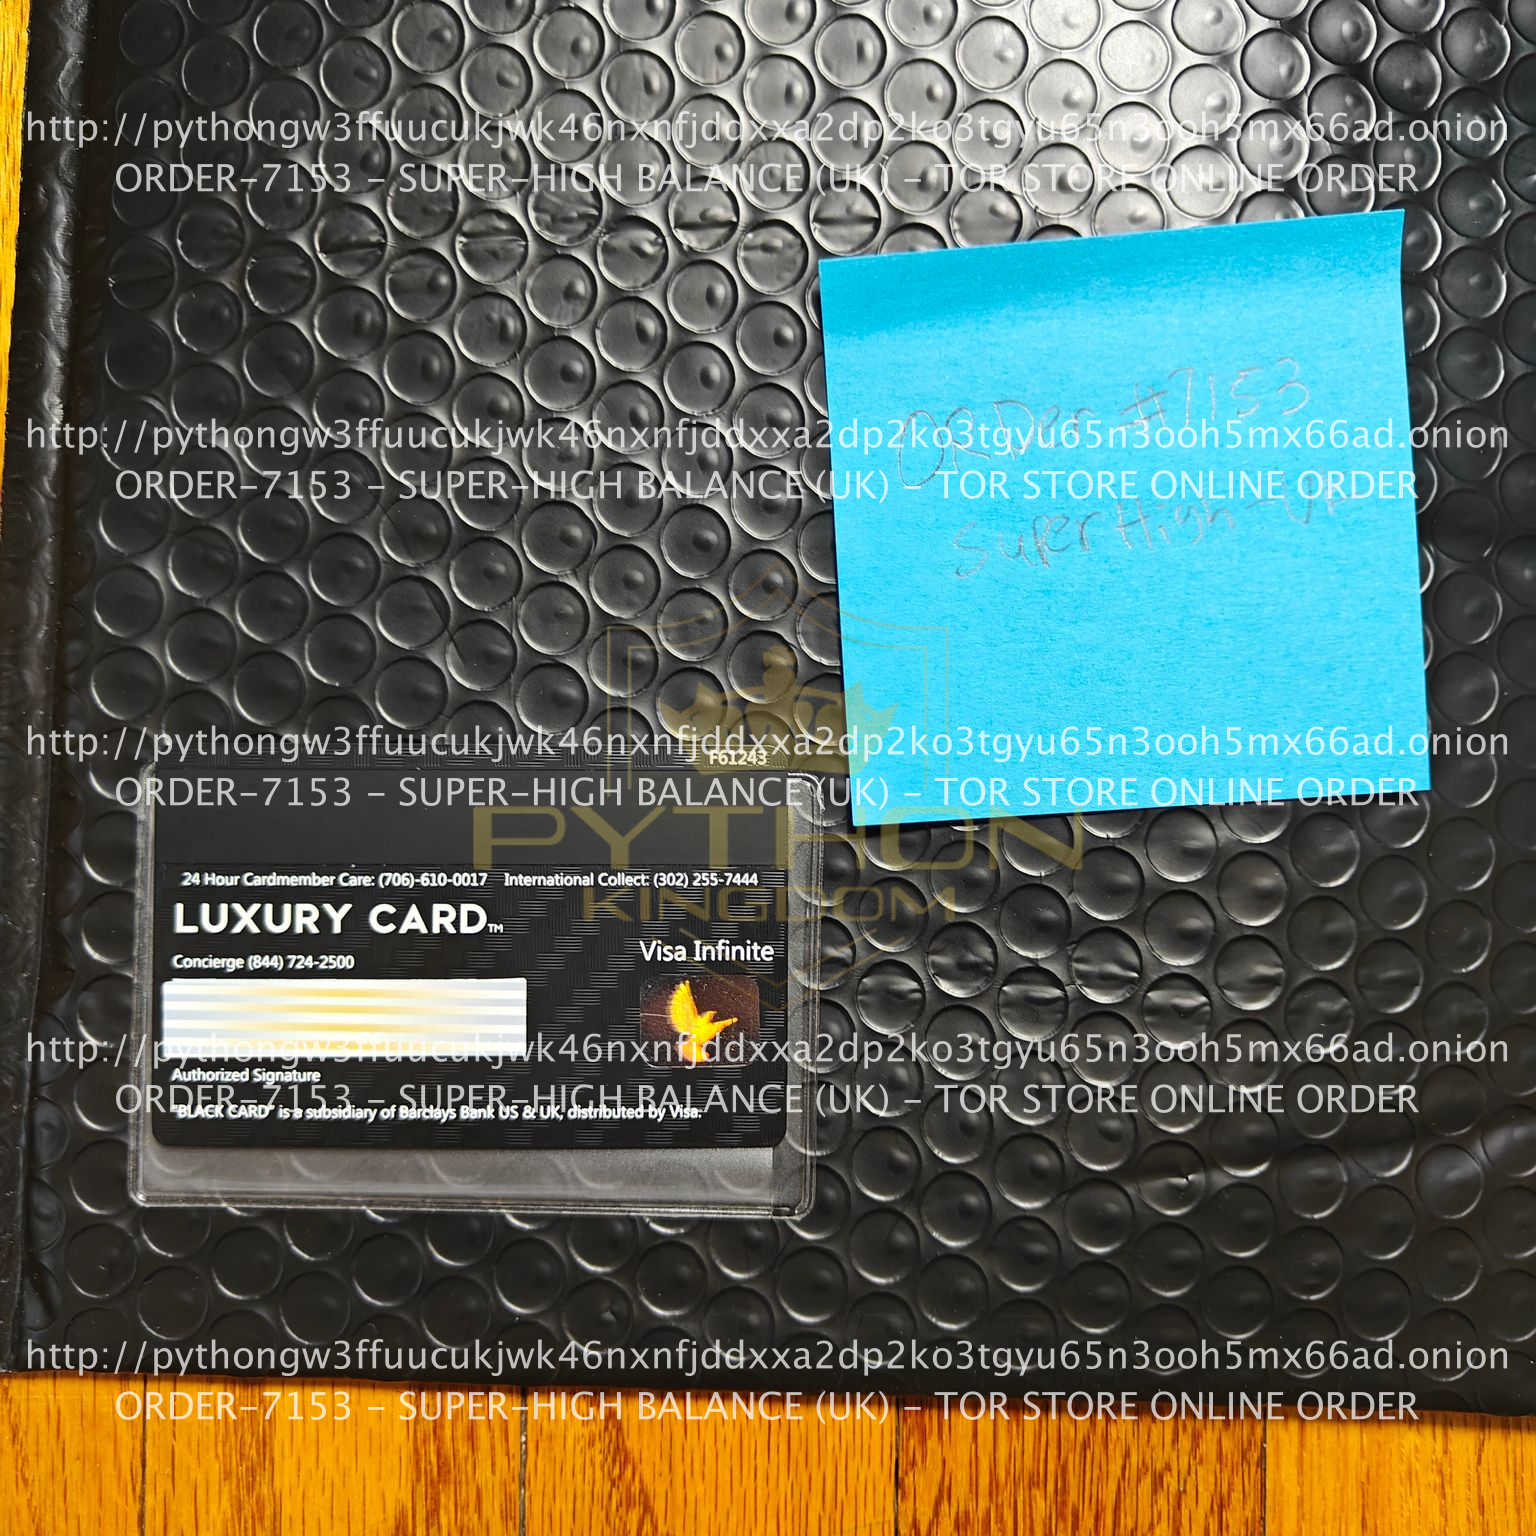 http://pythongw3ffuucukjwk46nxnfjddxxa2dp2ko3tgyu65n3ooh5mx66ad.onion
ORDER-7153 - SUPER-HIGH BALANCE (UK) - TOR STORE ONLINE ORDER
ORDer #7153
http://pythongw3ffuucukjwk46nxnfjddxxa2dp2ko3tgyu65n3ooh5mx66ad.onion
ORDER-7153 - SUPER-HIGH BALANCE (UK) - TOR STORE ONLINE ORDER
Super High - UK
http://pythongw3ffuucukjwk46nxnfjddxxa2dp2ko3tgyu65n3ooh5mx66ad.onion
F61243
ORDER-7153 - SUPER-HIGH BALANCE (UK) - TOR STORE ONLINE ORDER
PYTHON
KINGDOM
24 Hour Cardmember Care: (706)-610-0017 International Collect: (302) 255-7444
LUXURY CARD™
Visa Infinite
Concierge (844) 724-2500
http://pythongw3ffuucukjwk46nxnfjddxxa2dp2ko3tgyu65n3ooh5mx66ad.onion
Authorized Signature
ORDER-7153 - SUPER-HIGH BALANCE (UK) - TOR STORE ONLINE ORDER
"BLACK CARD" is a subsidiary of Barclays Bank US & UK, distributed by Visa.
http://pythongw3ffuucukjwk46nxnfjddxxa2dp2ko3tgyu65n3ooh5mx66ad.onion
ORDER-7153 - SUPER-HIGH BALANCE (UK) - TOR STORE ONLINE ORDER